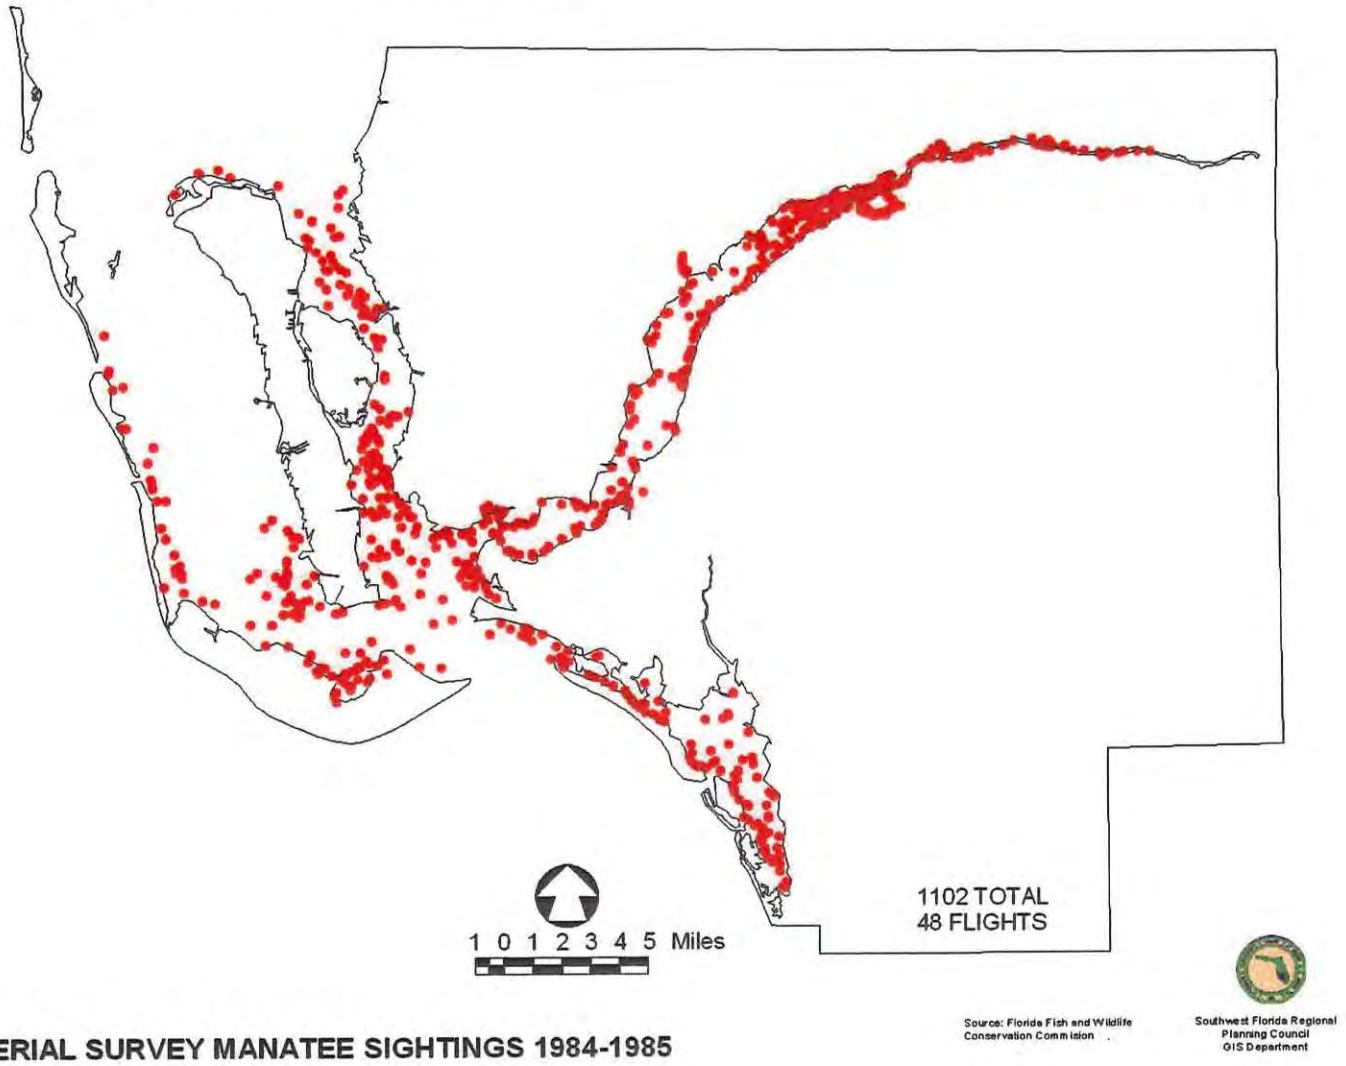 1102 TOTAL
48 FLIGHTS
1 0 1 2 3 4 5 Miles
Source: Florida Fish and Wildlife
Conservation Commision .
Southwest Florida Regional
Planning Council
GIS Department
ERIAL SURVEY MANATEE SIGHTINGS 1984-1985